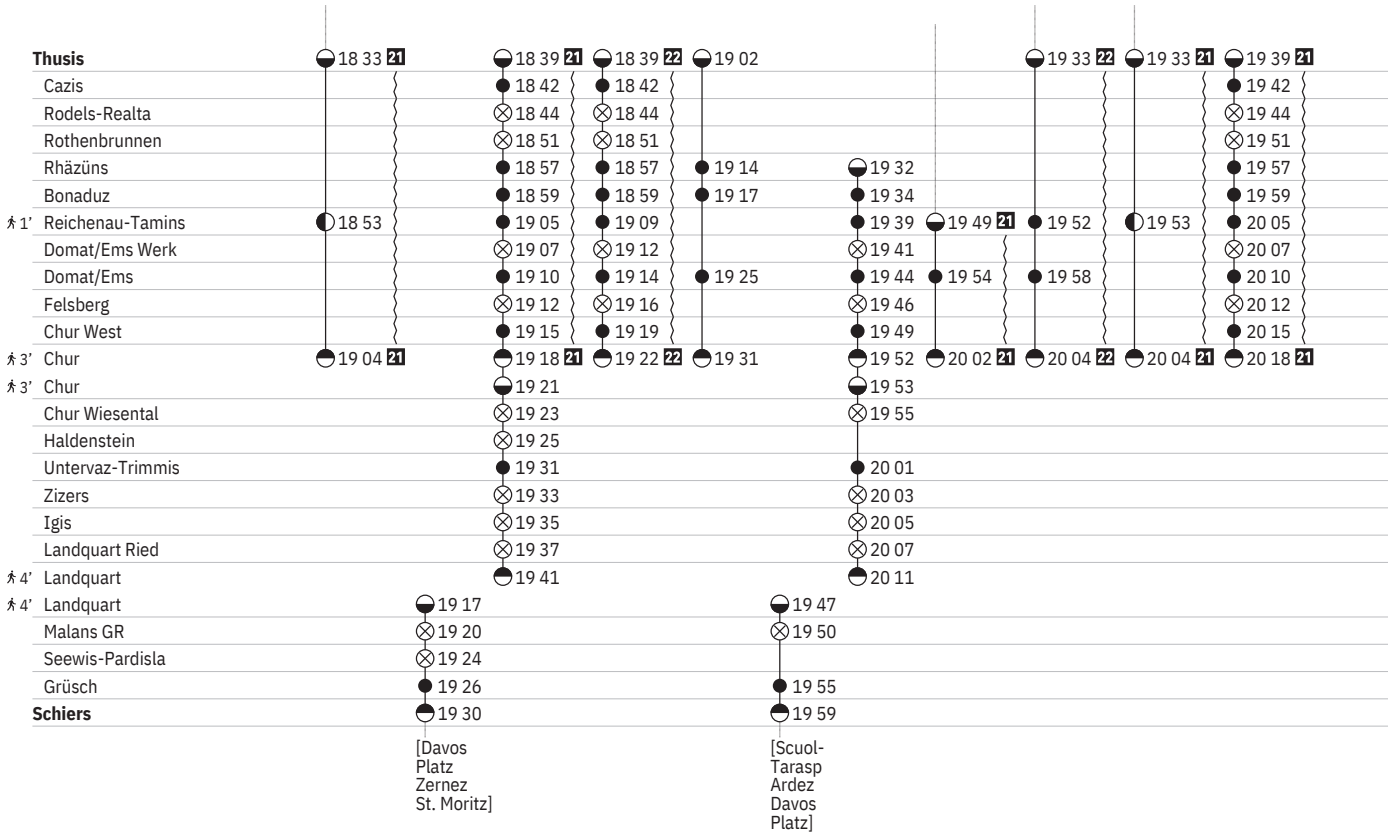 Thusis 18 33 21 18 39 21 18 39 22 19 02 19 33 22 19 33 21 19 39 21
Cazis 18 42 18 42 19 42
Rodels-Realta 18 44 18 44 19 44
Rothenbrunnen 18 51 18 51 19 51
Rhäzüns 18 57 18 57 19 14 19 32 19 57
Bonaduz 18 59 18 59 19 17 19 34 19 59
1’ Reichenau-Tamins 18 53 19 05 19 09 19 39 19 49 21 19 52 19 53 20 05
Domat/Ems Werk 19 07 19 12 19 41 20 07
Domat/Ems 19 10 19 14 19 25 19 44 19 54 19 58 20 10
Felsberg 19 12 19 16 19 46 20 12
Chur West 19 15 19 19 19 49 20 15
3’ Chur 19 04 21 19 18 21 19 22 22 19 31 19 52 20 02 21 20 04 22 20 04 21 20 18 21
3’ Chur 19 21 19 53
Chur Wiesental 19 23 19 55
Haldenstein 19 25
Untervaz-Trimmis 19 31 20 01
Zizers 19 33 20 03
Igis 19 35 20 05
Landquart Ried 19 37 20 07
4’ Landquart 19 41 20 11
4’ Landquart 19 17 19 47
Malans GR 19 20 19 50
Seewis-Pardisla 19 24
Grüsch 19 26 19 55
Schiers 19 30 19 59
[Davos
Platz
Zernez
St. Moritz]
[Scuol-
Tarasp
Ardez
Davos
Platz]